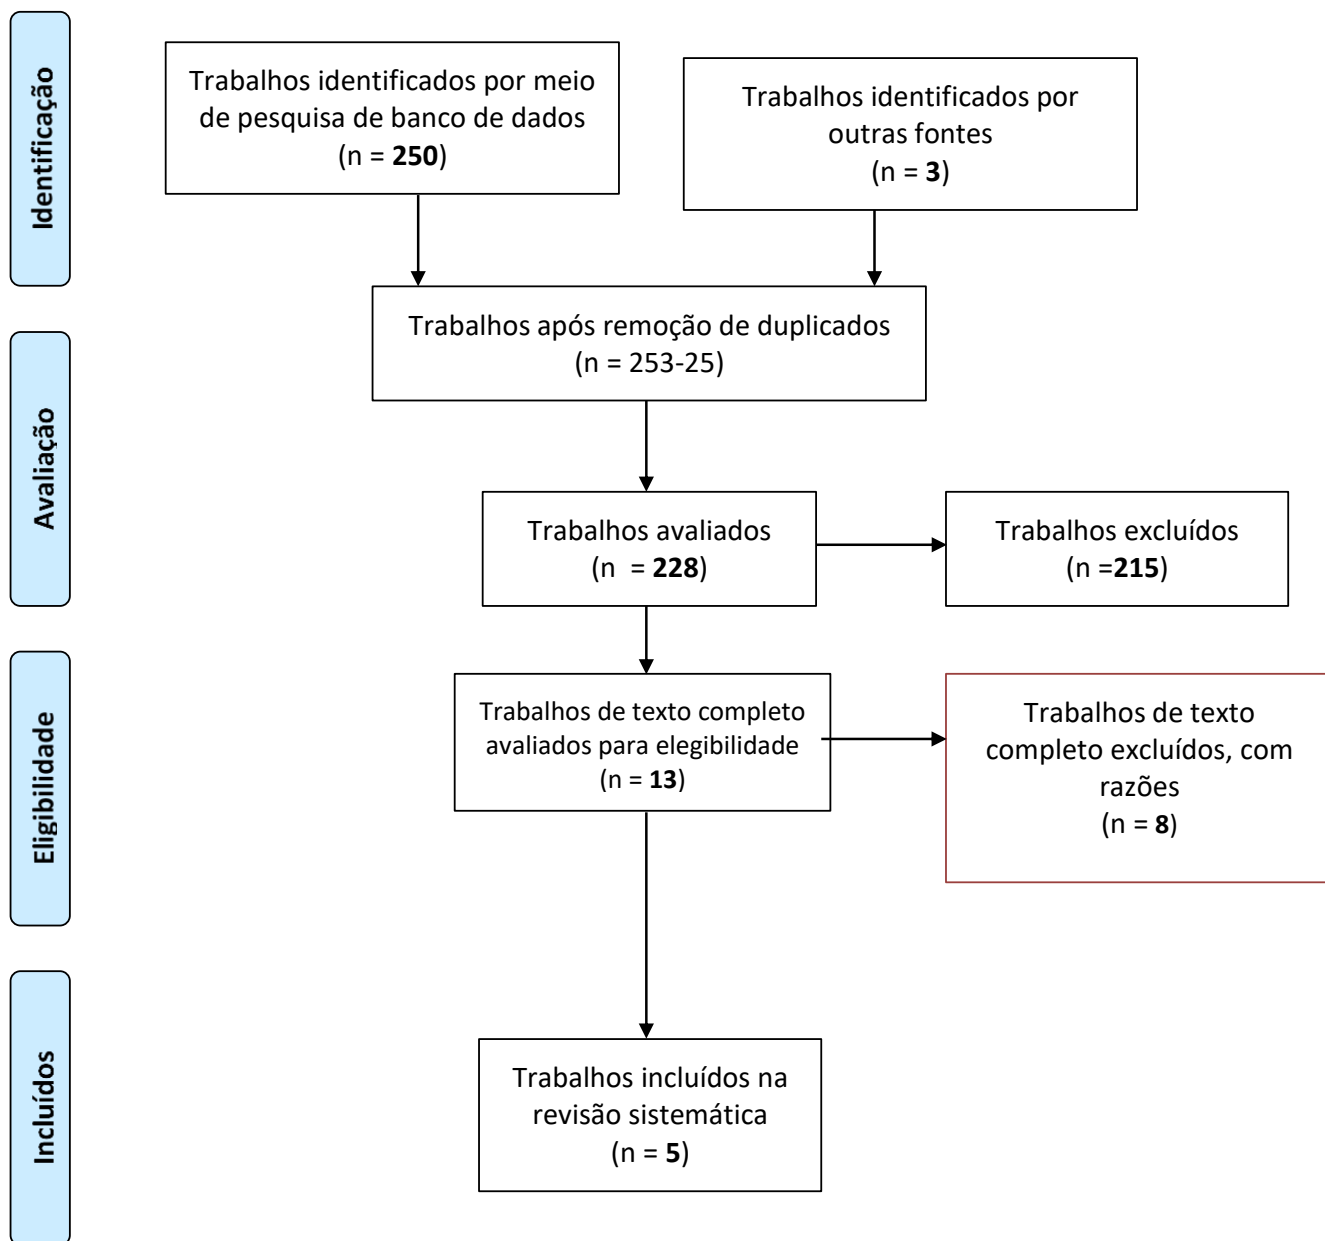 Identificação
Trabalhos identificados por meio
de pesquisa de banco de dados
(n = 250)
Trabalhos identificados por
outras fontes
(n = 3)
Trabalhos após remoção de duplicados
(n = 253-25)
Avaliação
Trabalhos avaliados
(n = 228)
Trabalhos excluídos
(n =215)
Eligibilidade
Trabalhos de texto completo
avaliados para elegibilidade
(n = 13)
Trabalhos de texto
completo excluídos, com
razões
(n = 8)
Incluídos
Trabalhos incluídos na
revisão sistemática
(n = 5)